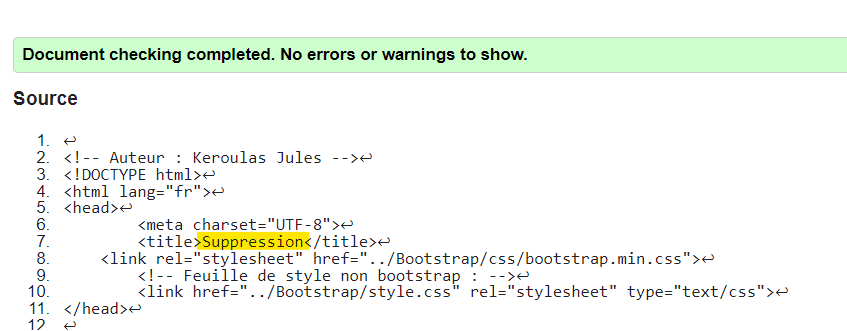 Document checking completed. No errors or warnings to show.
Source
1. ↩
2. <!-- Auteur : Keroulas Jules -->↩
3. <!DOCTYPE html>↩
4. <html lang="fr">↩
5. <head>↩
6. <meta charset="UTF-8">↩
7. <title>Suppression</title>↩
8. <link rel="stylesheet" href="../Bootstrap/css/bootstrap.min.css">↩
9. <!-- Feuille de style non bootstrap : -->↩
10. <link href="../Bootstrap/style.css" rel="stylesheet" type="text/css">↩
11. </head>↩
12. ↩